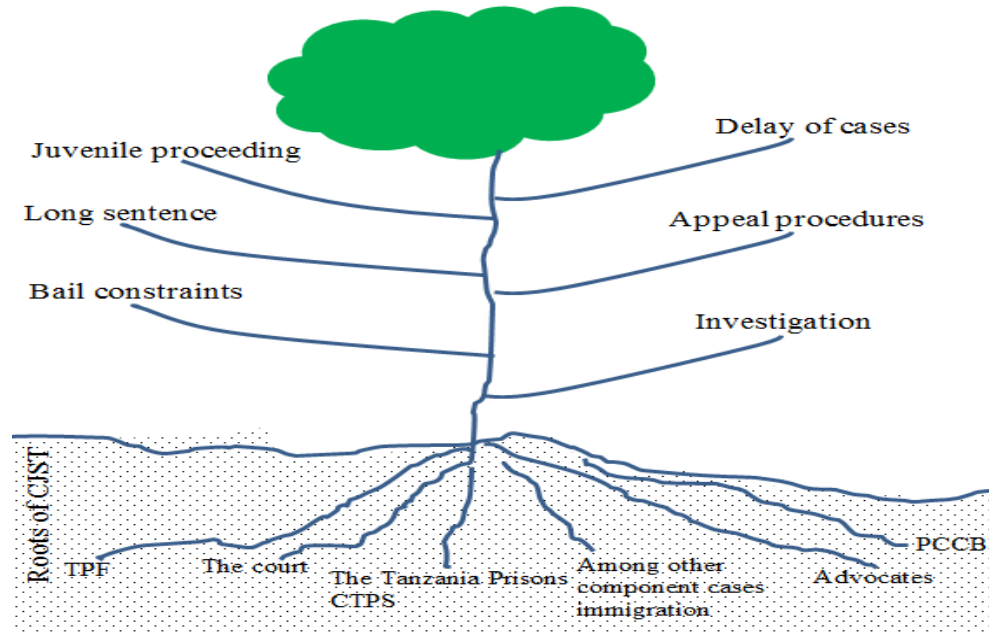 Delay of cases
Juvenile proceeding
Long sentence
Appeal procedures
Bail constraints
Investigation
Roots of CJST
TPF
The court
The Tanzania Prisons
CTPS
Among other
component cases
immigration
Advocates
PCCB